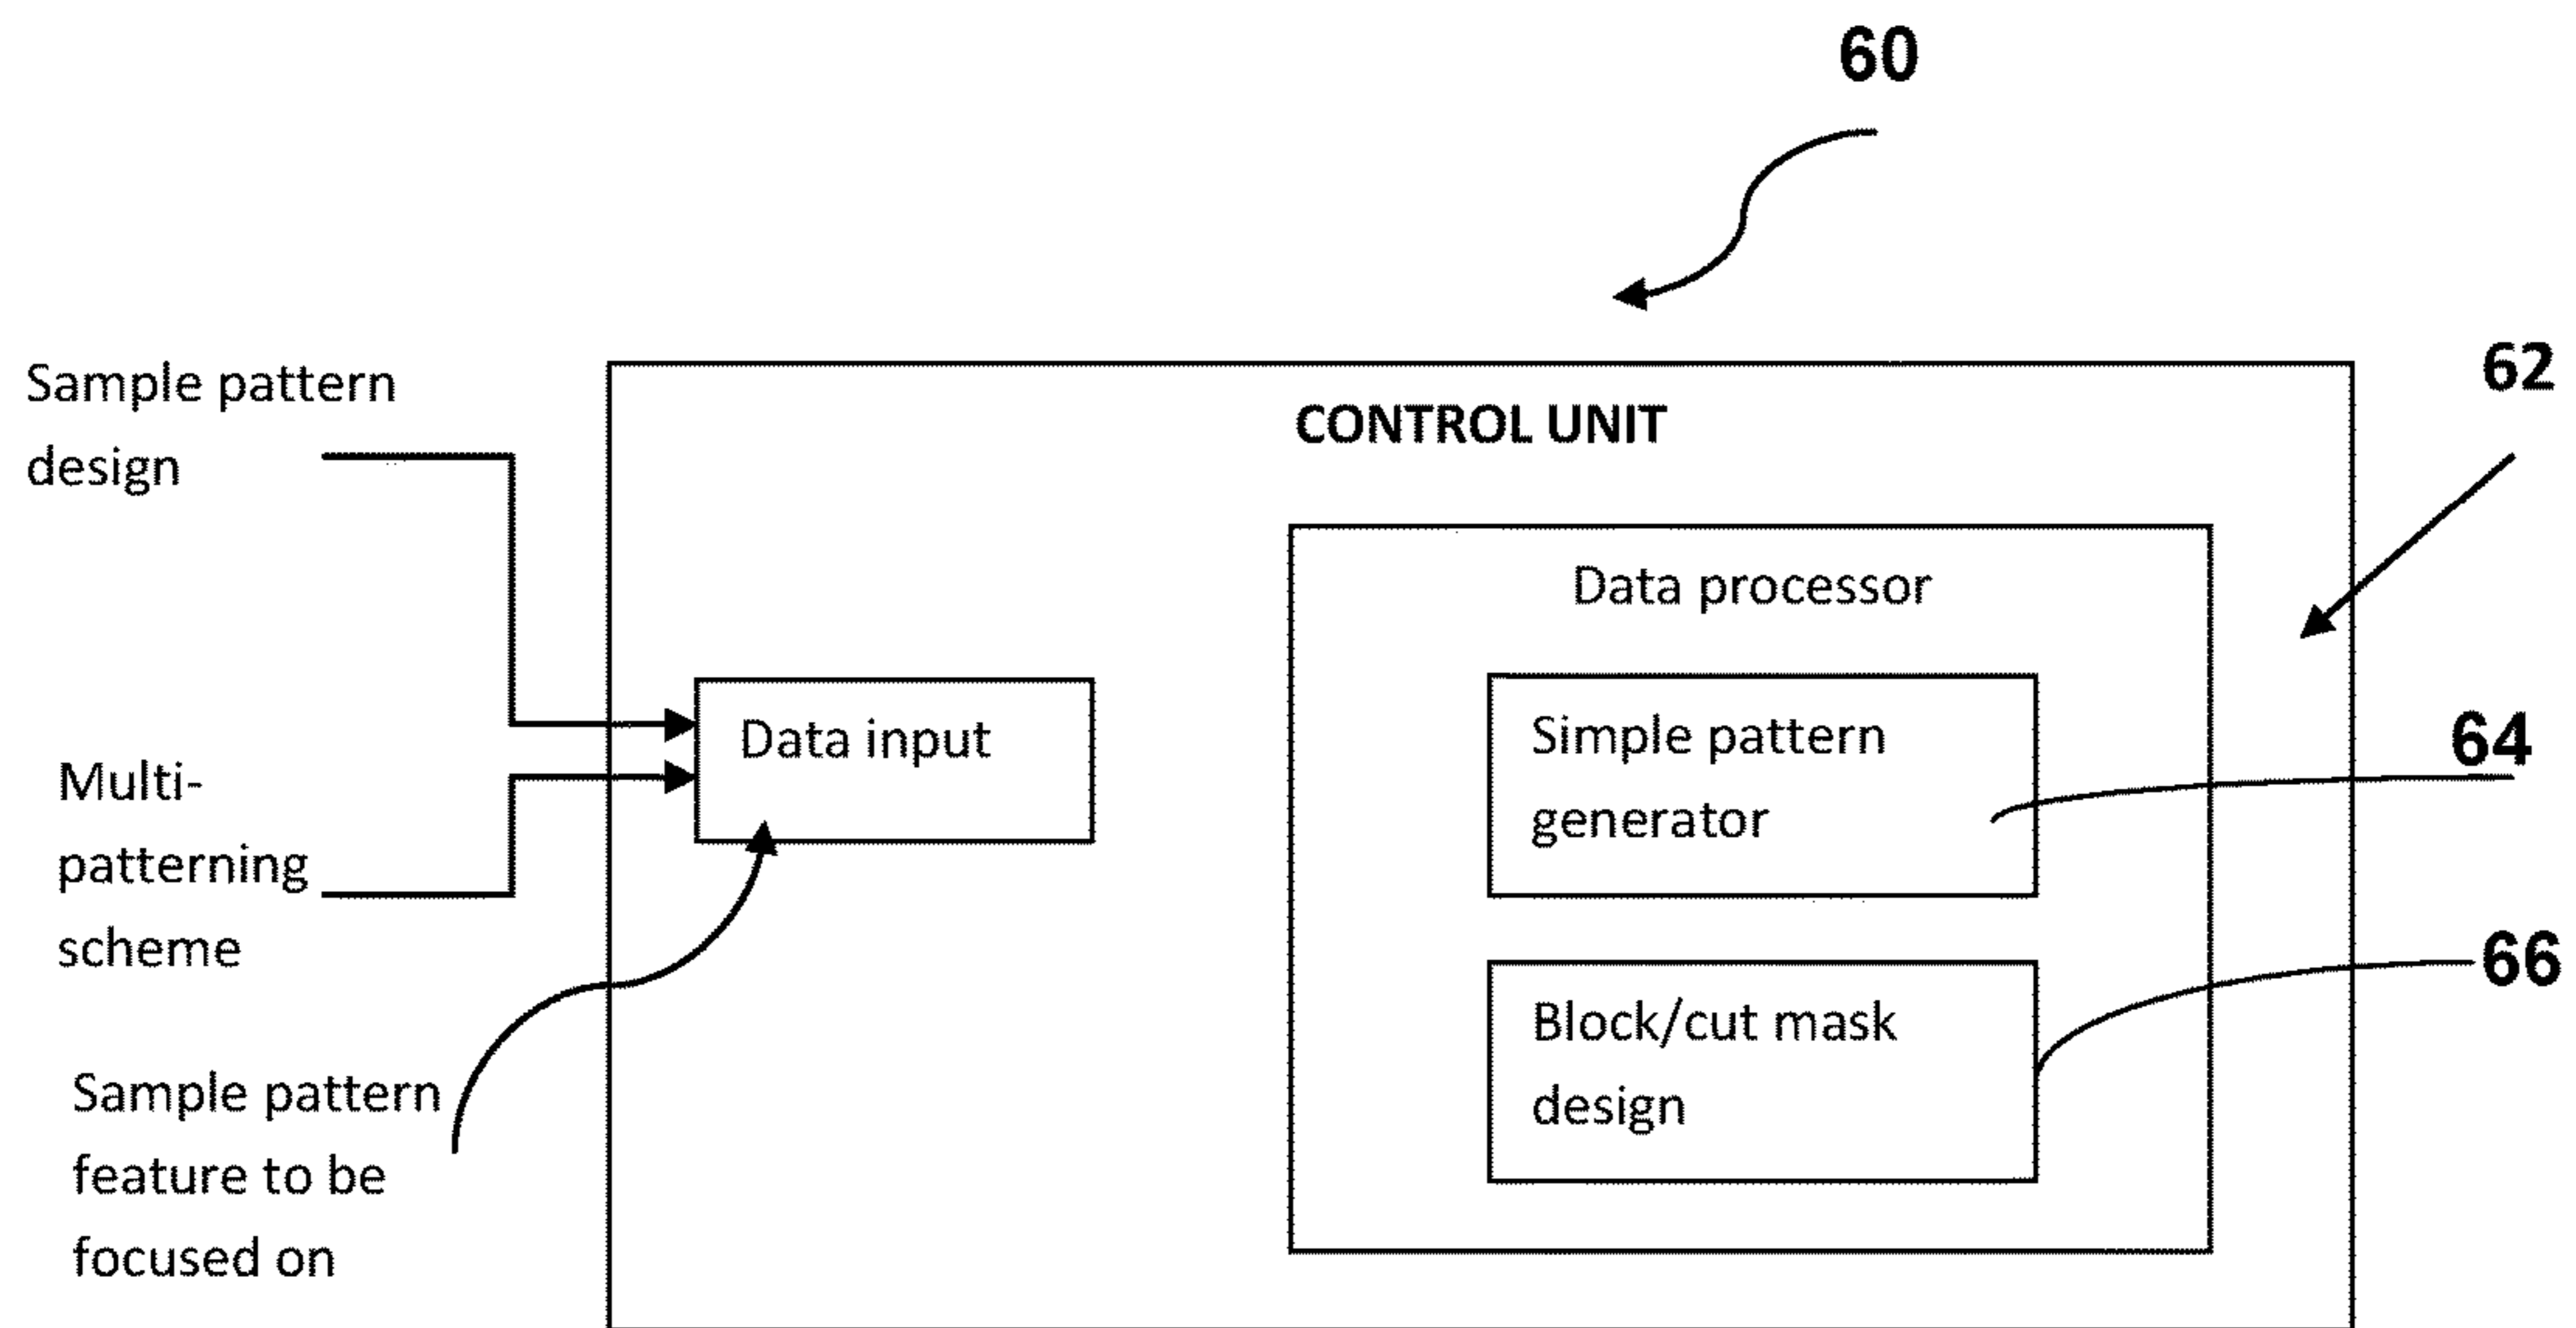 60
Sample pattern
design
CONTROL UNIT
62
Data processor
Data input
Simple pattern
generator
64
Multi-
patterning
scheme
Block/cut mask
design
66
Sample pattern
feature to be
focused on